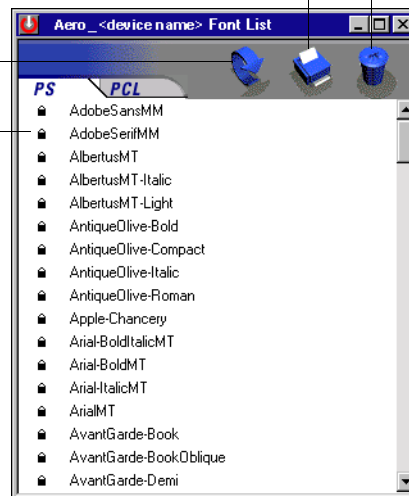 Aero_<device name> Font List
PS PCL
AdobeSansMM
AdobeSerifMM
AlbertusMT
AlbertusMT-Italic
AlbertusMT-Light
AntiqueOlive-Bold
AntiqueOlive-Compact
AntiqueOlive-Italic
AntiqueOlive-Roman
Apple-Chancery
Arial-BoldItalicMT
Arial-BoldMT
Arial-ItalicMT
ArialMT
AvantGarde-Book
AvantGarde-BookOblique
AvantGarde-Demi